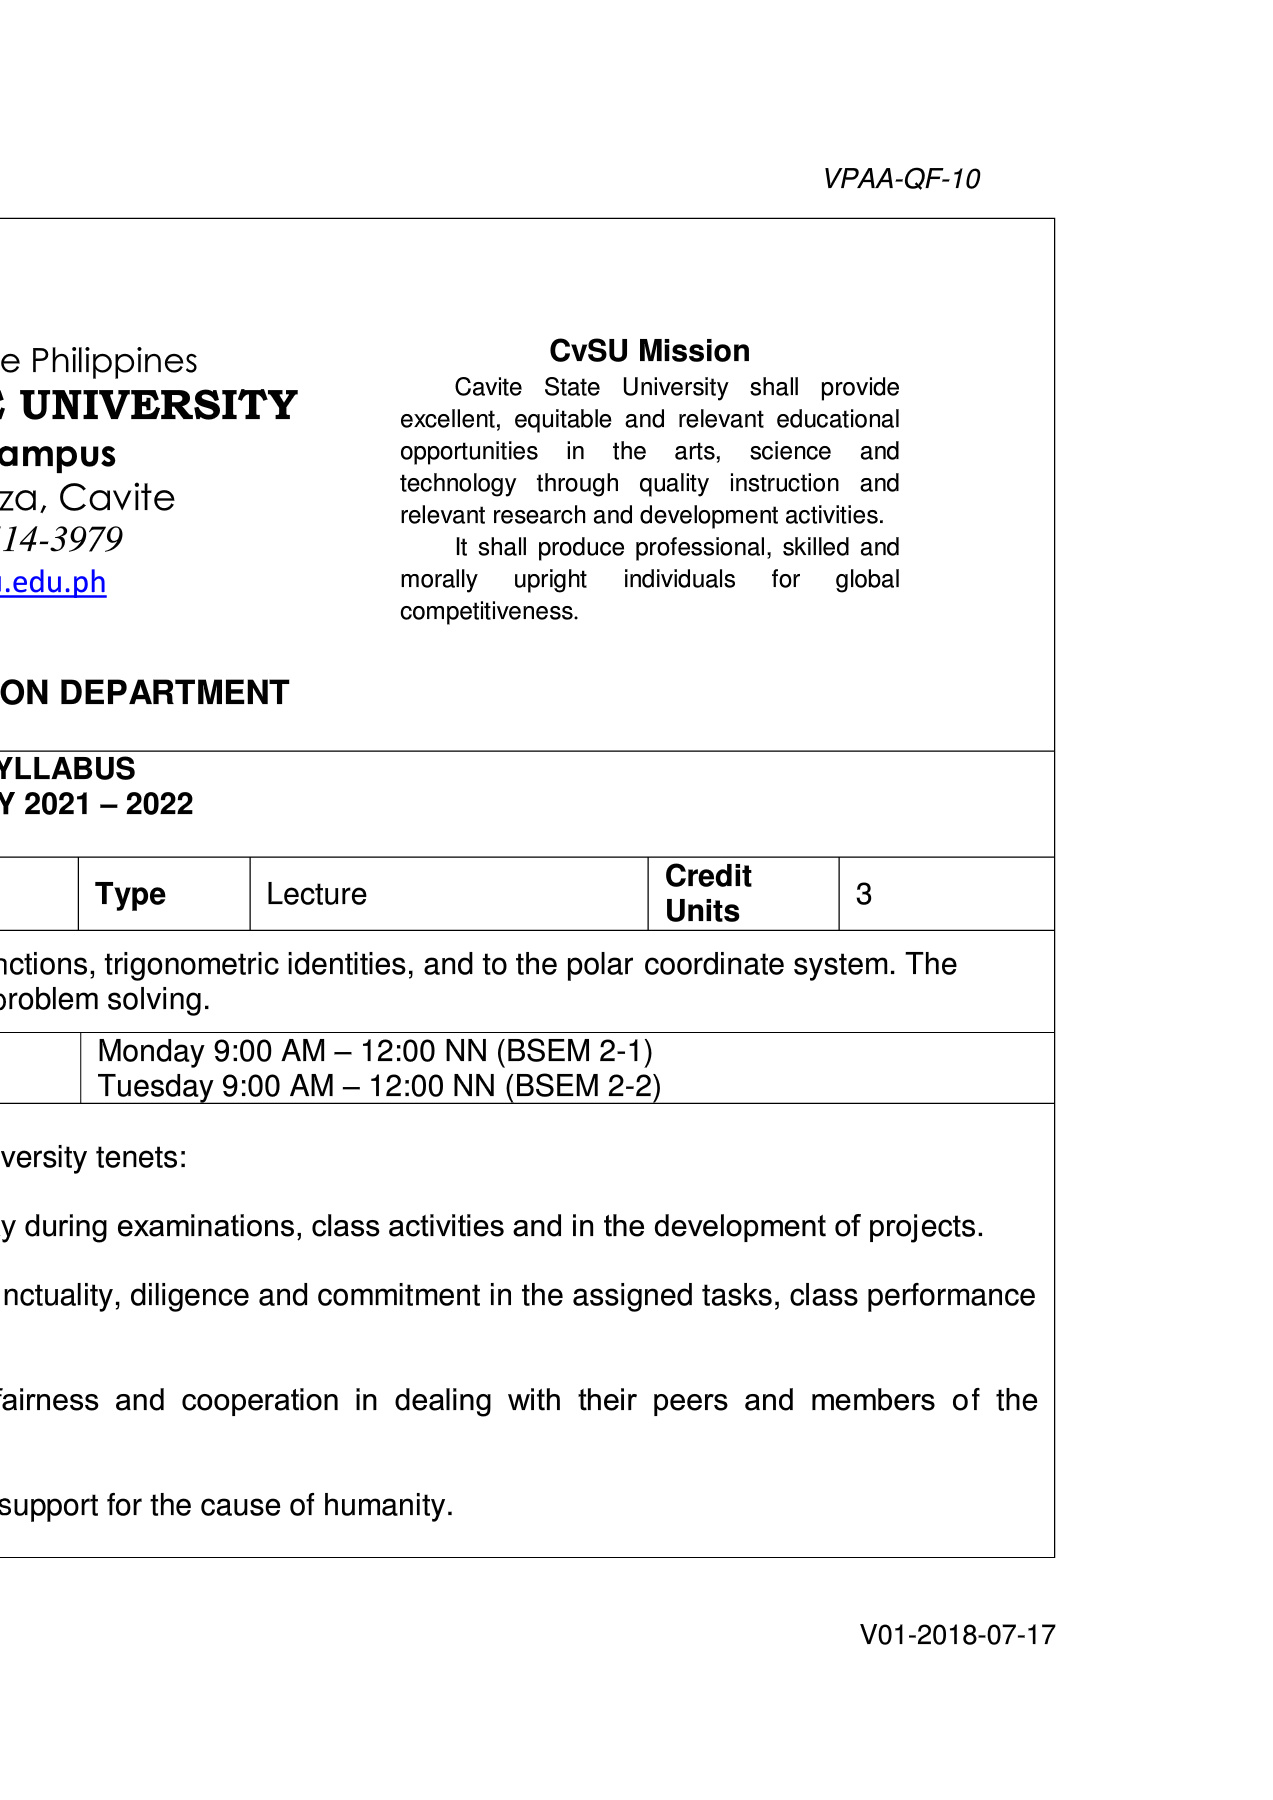 VPAA-QF-10
e Philippines
UNIVERSITY
ampus
za, Cavite
14-3979
.edu.ph
CvSU Mission
Cavite State University shall provide
excellent, equitable and relevant educational
opportunities in the arts, science and
technology through quality instruction and
relevant research and development activities.
It shall produce professional, skilled and
morally upright individuals for global
competitiveness.
ON DEPARTMENT
YLLABUS
Y 2021 – 2022
Type
Lecture
Credit
Units
3
nctions, trigonometric identities, and to the polar coordinate system. The
problem solving.
Monday 9:00 AM – 12:00 NN (BSEM 2-1)
Tuesday 9:00 AM – 12:00 NN (BSEM 2-2)
versity tenets:
y during examinations, class activities and in the development of projects.
nctuality, diligence and commitment in the assigned tasks, class performance
fairness and cooperation in dealing with their peers and members of the
support for the cause of humanity.
V01-2018-07-17